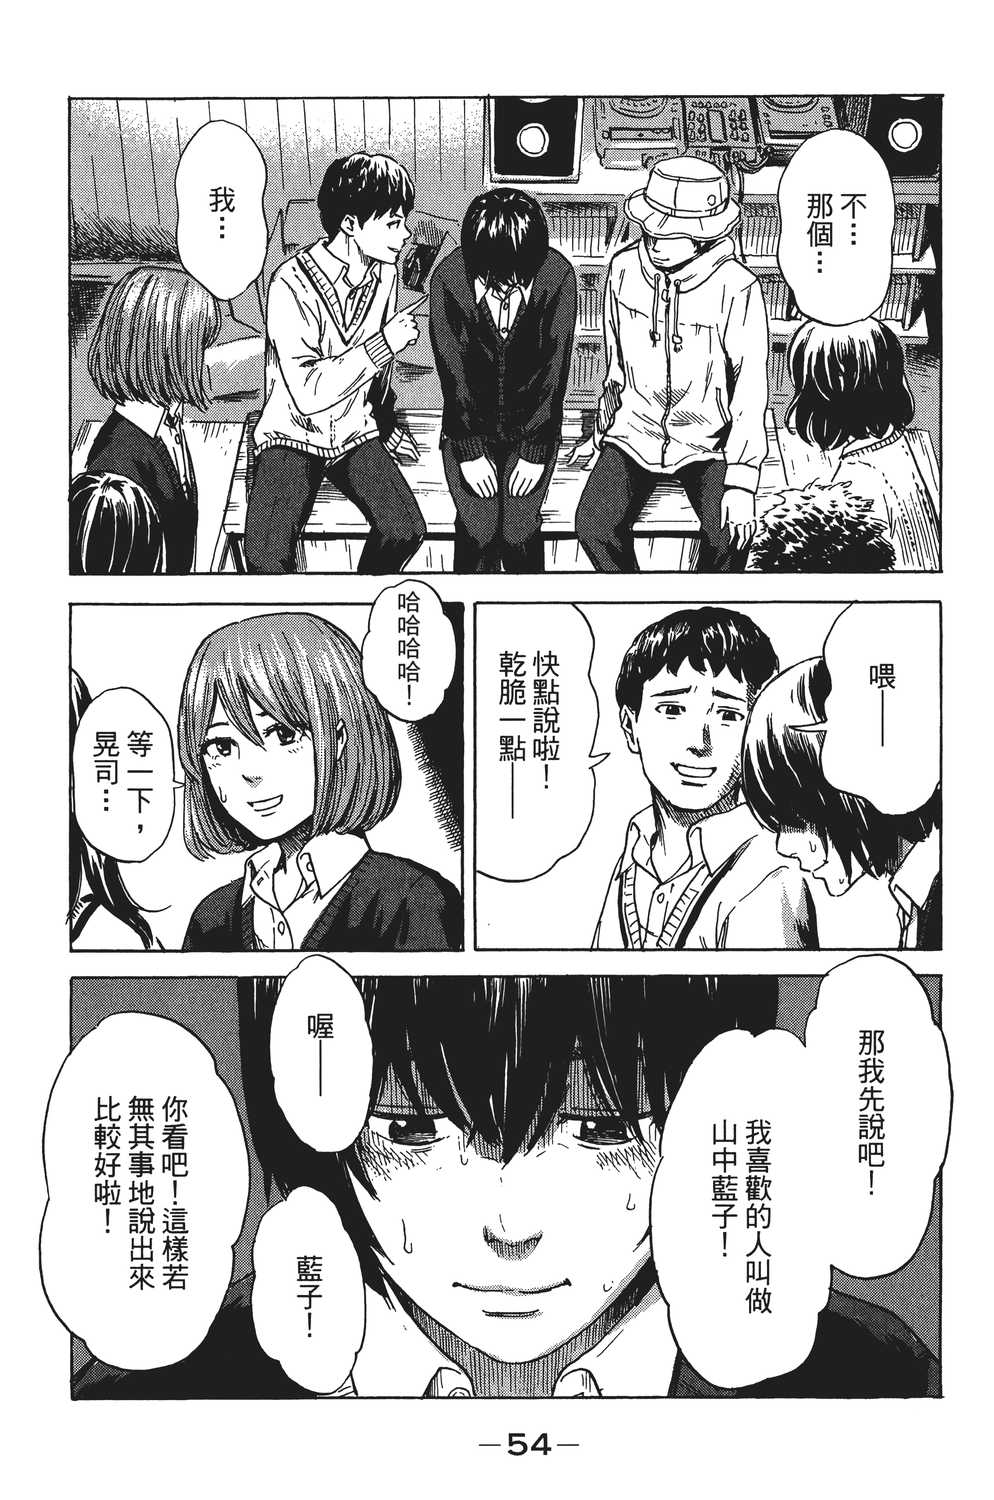 不…
那個…
我…
喂——
快點說啦！
乾脆一點——
哈哈哈哈！
等一下，
晃司…
那我先說吧！
我喜歡的人叫做
山中藍子！
喔——
藍子！
你看吧！這樣若
無其事地說出來
比較好啦！
—54—